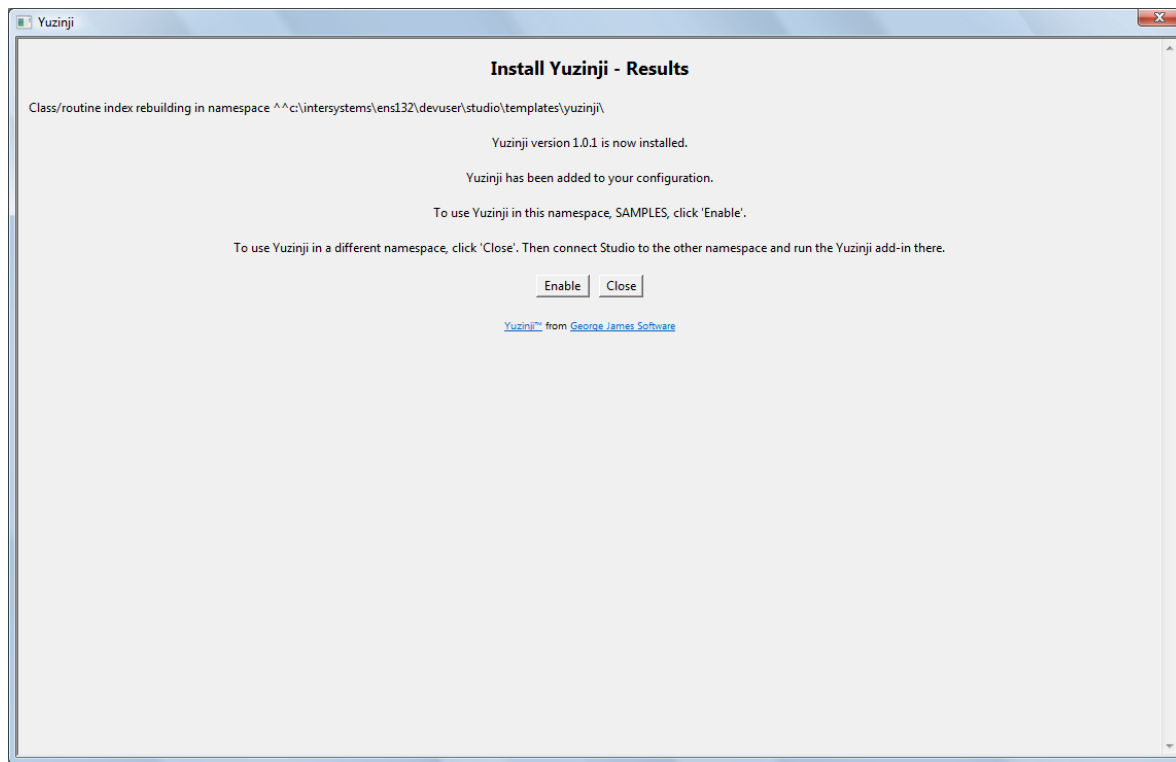 Yuzinji
Install Yuzinji - Results
Class/routine index rebuilding in namespace ^^c:\intersystems\ens132\devuser\studio\templates\yuzinji\
Yuzinji version 1.0.1 is now installed.
Yuzinji has been added to your configuration.
To use Yuzinji in this namespace, SAMPLES, click 'Enable'.
To use Yuzinji in a different namespace, click 'Close'. Then connect Studio to the other namespace and run the Yuzinji add-in there.
Enable Close
Yuzinji™ from George James Software